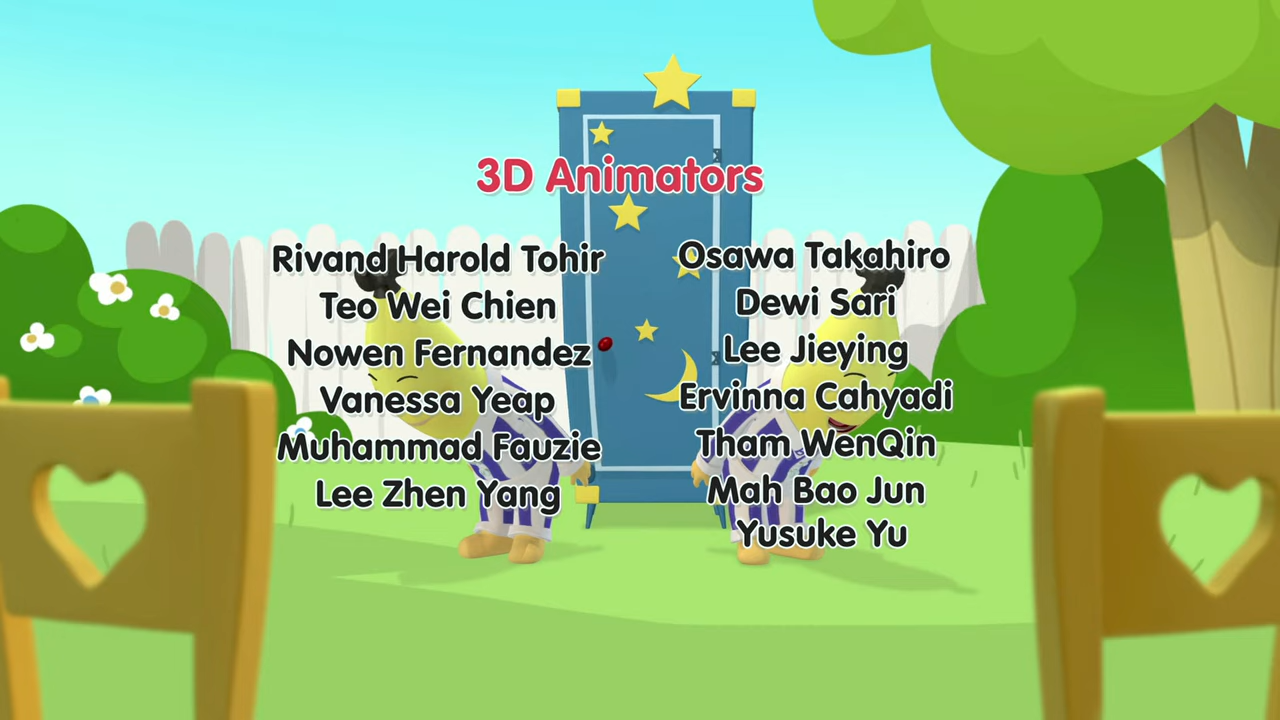 3D Animators
Rivand Harold Tohir
Teo Wei Chien
Nowen Fernandez
Vanessa Yeap
Muhammad Fauzie
Lee Zhen Yang
Osawa Takahiro
Dewi Sari
Lee Jieying
Ervinna Cahyadi
Tham WenQin
Mah Bao Jun
Yusuke Yu